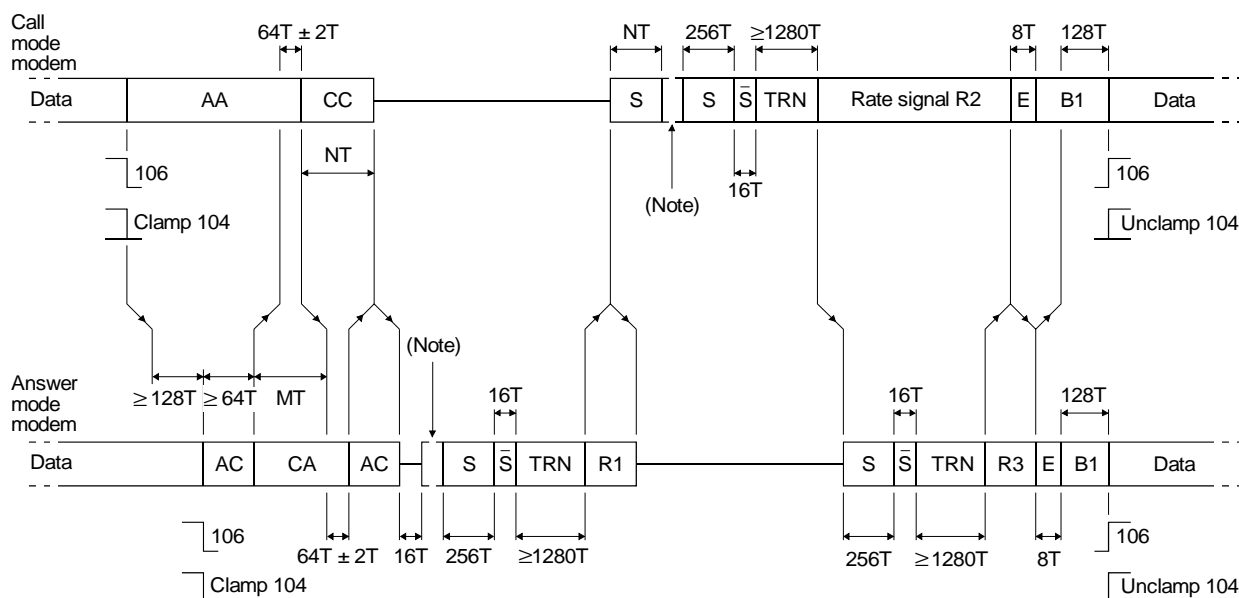 Call
mode
modem
64T ± 2T
NT
256T
≥1280T
8T
128T
Data
AA
CC
S
S
S̄
TRN
Rate signal R2
E
B1
Data
106
NT
16T
106
(Note)
Clamp 104
Unclamp 104
(Note)
Answer
mode
modem
≥128T
≥64T
MT
16T
16T
128T
Data
AC
CA
AC
S
S̄
TRN
R1
S
S̄
TRN
R3
E
B1
Data
106
64T ± 2T
16T
256T
≥1280T
256T
≥1280T
8T
106
Clamp 104
Unclamp 104